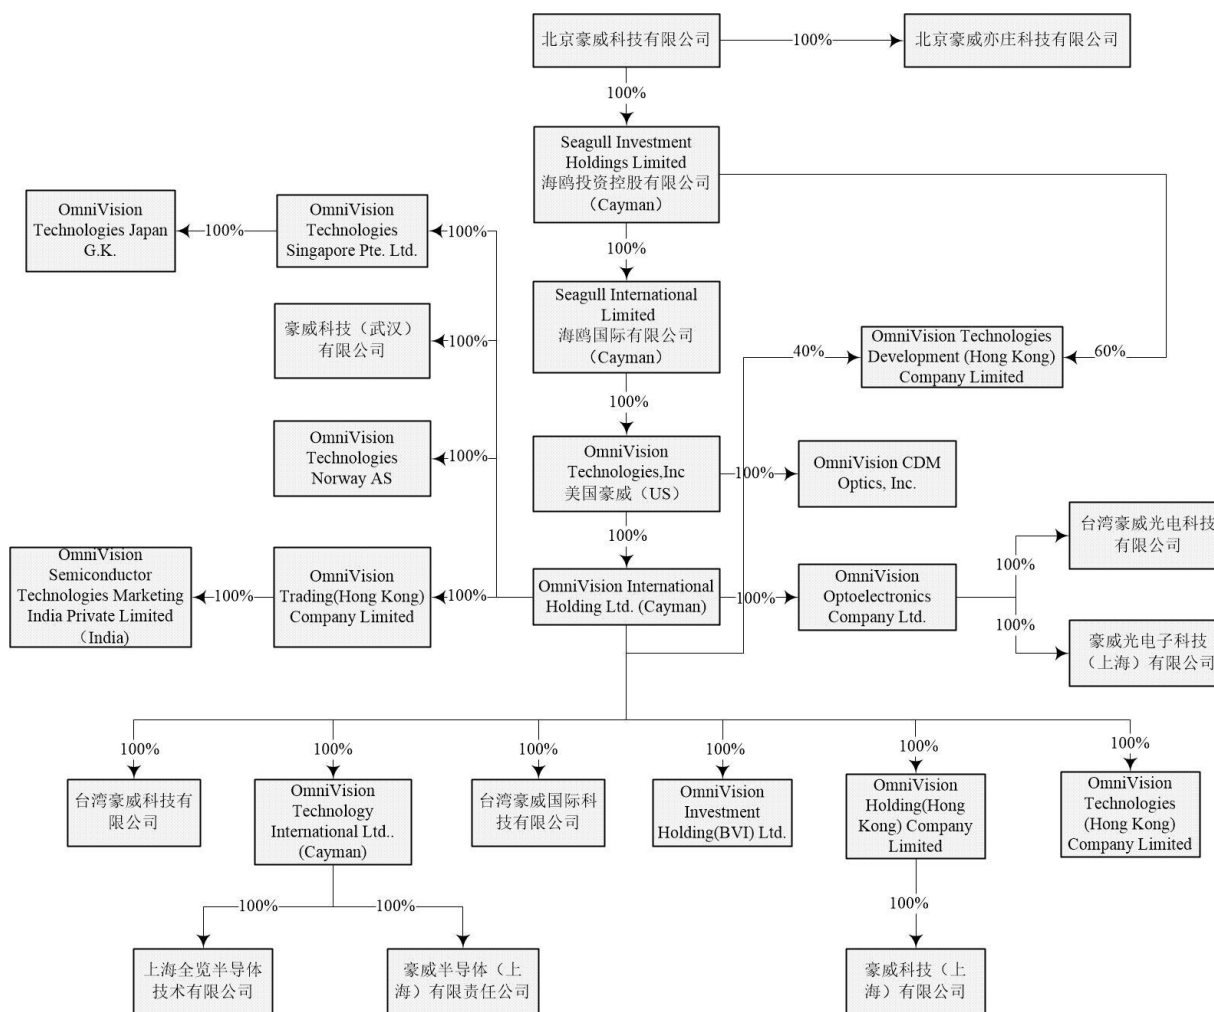 北京豪威科技有限公司
100%
北京豪威亦庄科技有限公司
100%
Seagull Investment
Holdings Limited
海鸥投资控股有限公司
（Cayman）
OmniVision
Technologies Japan
G.K.
100%
OmniVision
Technologies
Singapore Pte. Ltd.
100%
100%
Seagull International
Limited
海鸥国际有限公司
（Cayman）
豪威科技（武汉）
有限公司
100%
40%
OmniVision Technologies
Development (Hong Kong)
Company Limited
60%
100%
OmniVision
Technologies
Norway AS
100%
OmniVision
Technologies,Inc
美国豪威（US）
100%
OmniVision CDM
Optics, Inc.
100%
台湾豪威光电科技
有限公司
100%
OmniVision
Semiconductor
Technologies Marketing
India Private Limited
（India)
100%
OmniVision
Trading(Hong Kong)
Company Limited
100%
OmniVision International
Holding Ltd. (Cayman)
100%
OmniVision
Optoelectronics
Company Ltd.
100%
豪威光电子科技
（上海）有限公司
100%
100%
100%
100%
100%
100%
台湾豪威科技有
限公司
OmniVision
Technology
International Ltd..
(Cayman)
台湾豪威国际科
技有限公司
OmniVision
Investment
Holding(BVI) Ltd.
OmniVision
Holding(Hong
Kong) Company
Limited
OmniVision
Technologies
(Hong Kong)
Company Limited
100%
100%
100%
上海全览半导体
技术有限公司
豪威半导体（上
海）有限责任公司
豪威科技（上
海）有限公司